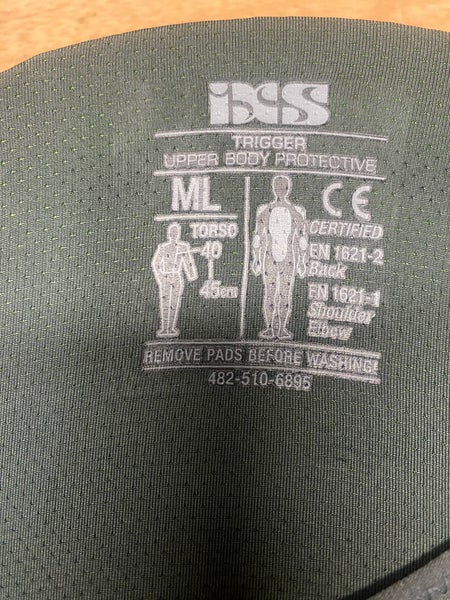 iXS
TRIGGER
UPPER BODY PROTECTIVE
ML
TORSO
40
45cm
CE
CERTIFIED
EN 1621-2
Back
EN 1621-1
Shoulder
Elbow
REMOVE PADS BEFORE WASHING!
482-510-6895